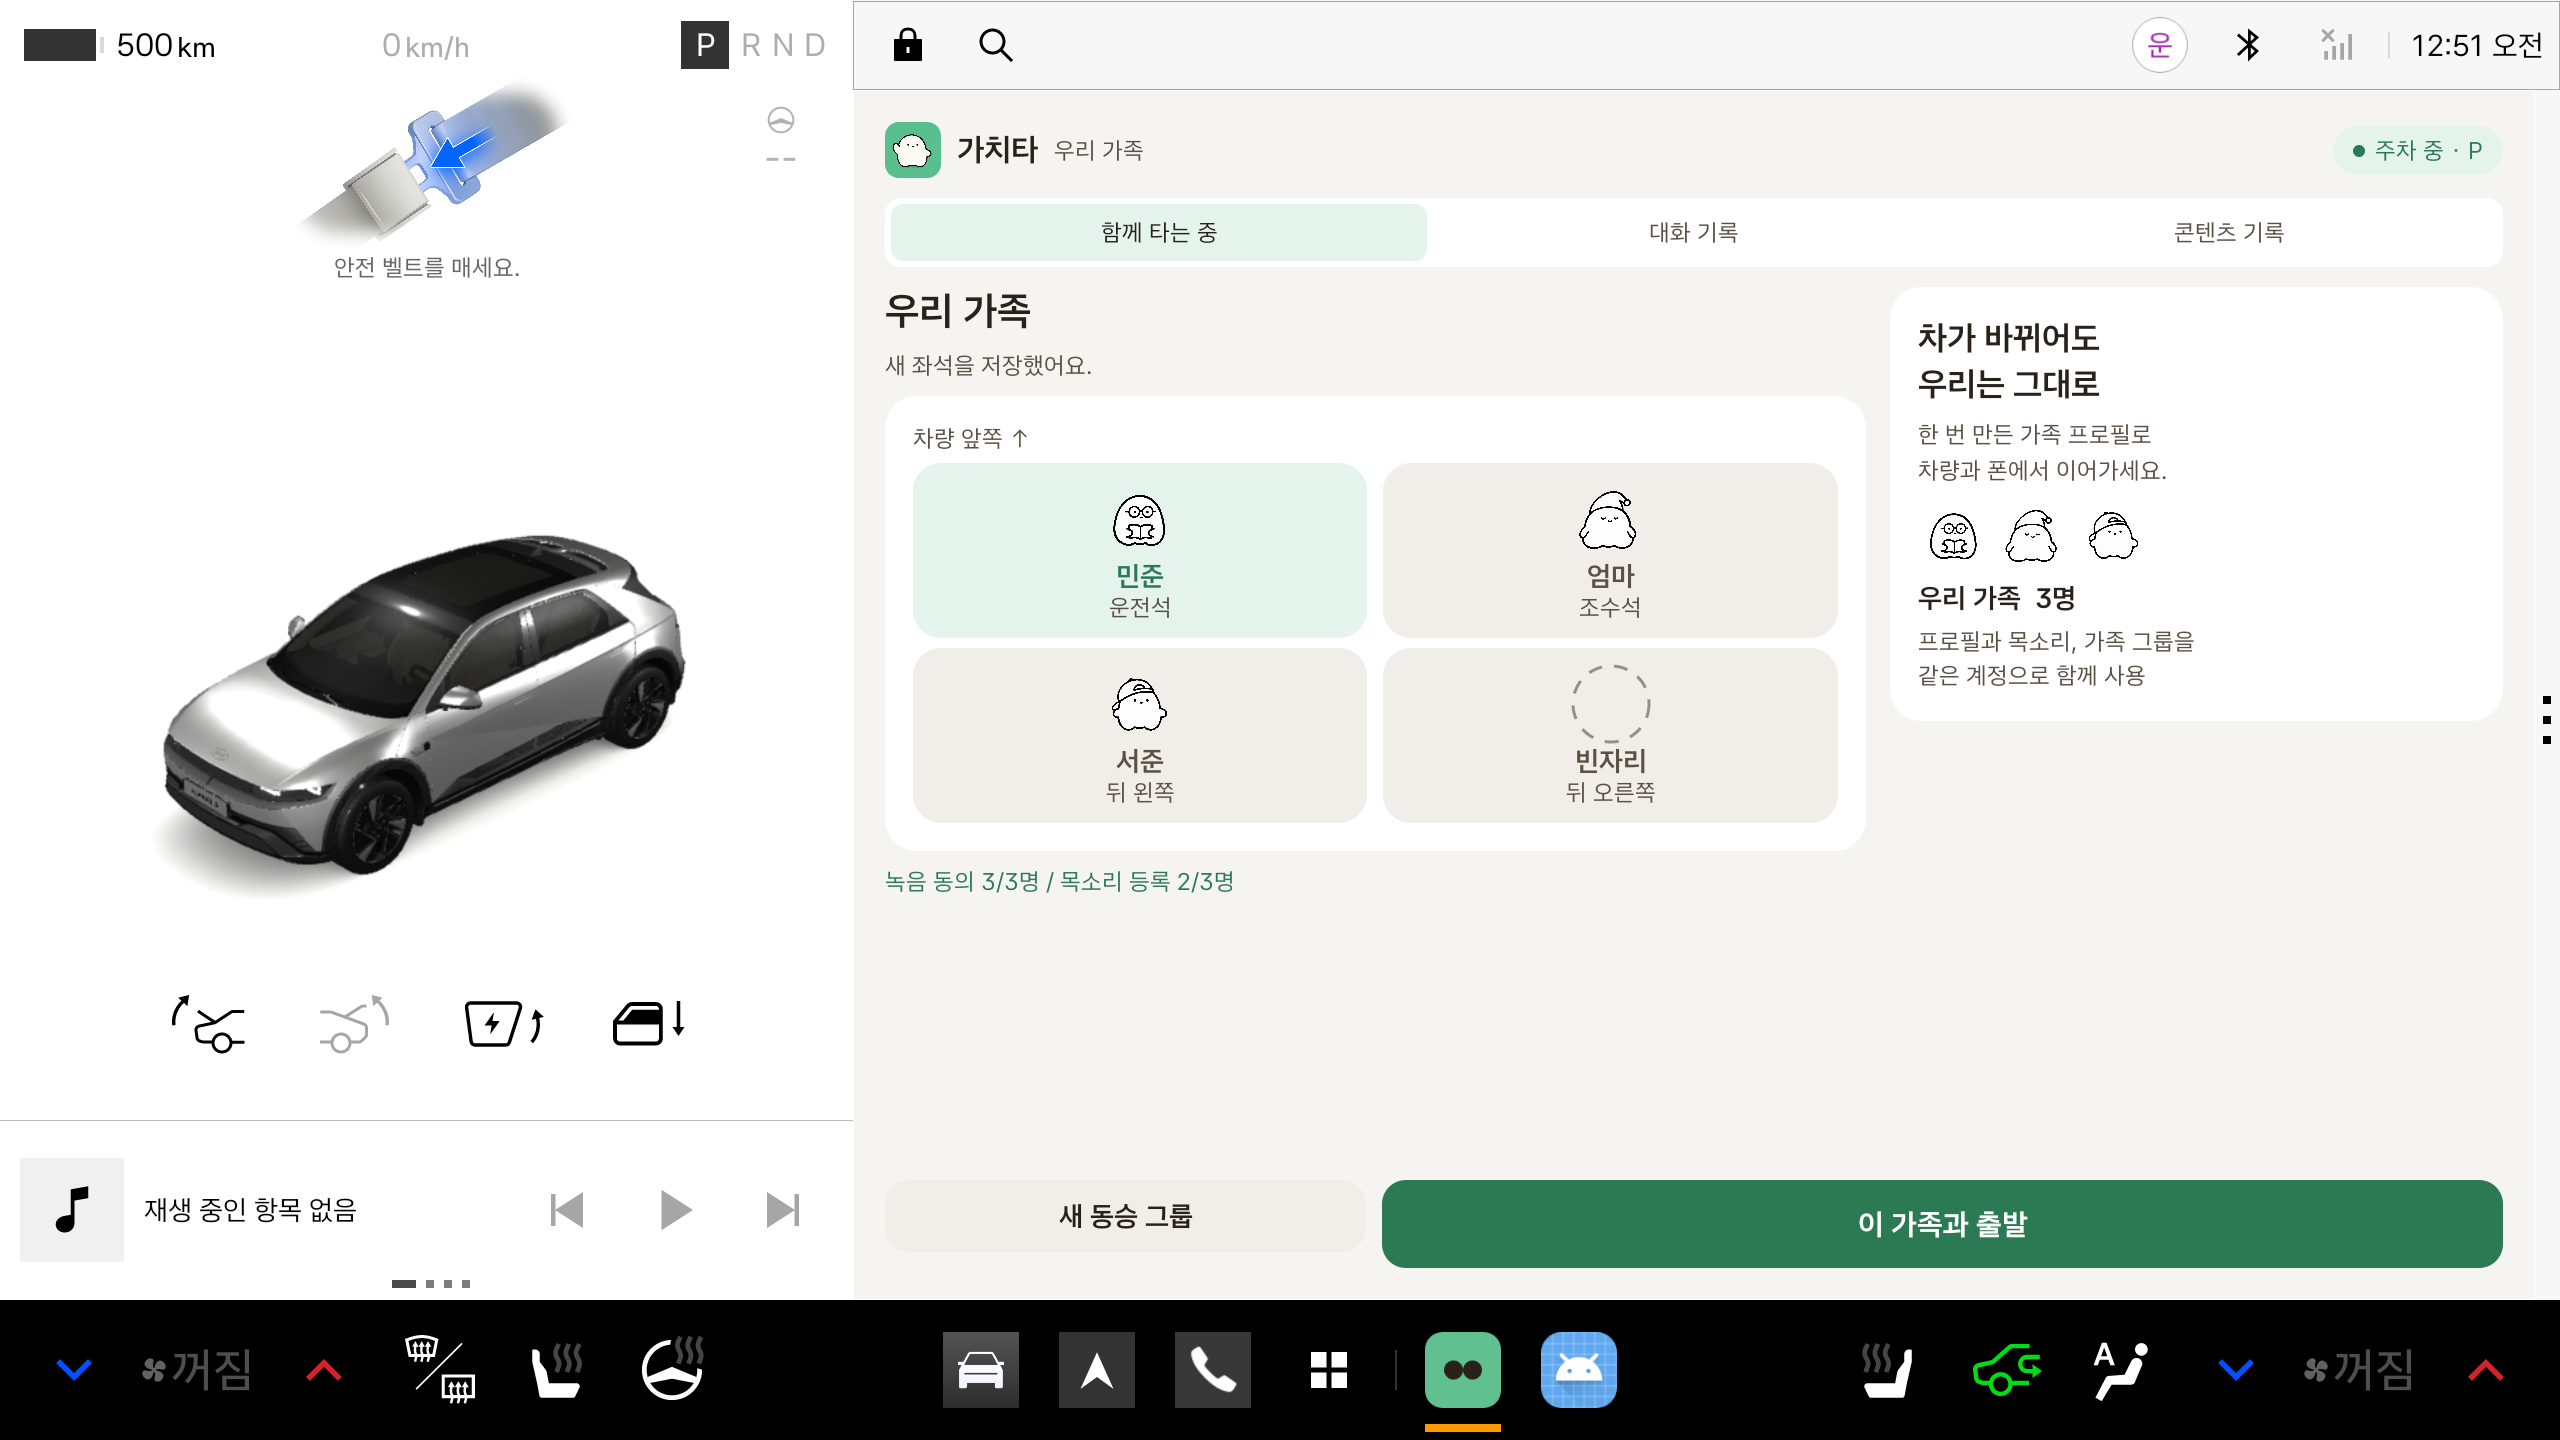 500 km
0 km/h
P R N D
운
12:51 오전
안전 벨트를 매세요.
가치타 우리 가족
주차 중 · P
함께 타는 중
대화 기록
콘텐츠 기록
우리 가족
새 좌석을 저장했어요.
차량 앞쪽 ↑
민준
운전석
엄마
조수석
서준
뒤 왼쪽
빈자리
뒤 오른쪽
녹음 동의 3/3명 / 목소리 등록 2/3명
차가 바뀌어도
우리는 그대로
한 번 만든 가족 프로필로
차량과 폰에서 이어가세요.
우리 가족 3명
프로필과 목소리, 가족 그룹을
같은 계정으로 함께 사용
재생 중인 항목 없음
새 동승 그룹
이 가족과 출발
꺼짐
A
꺼짐